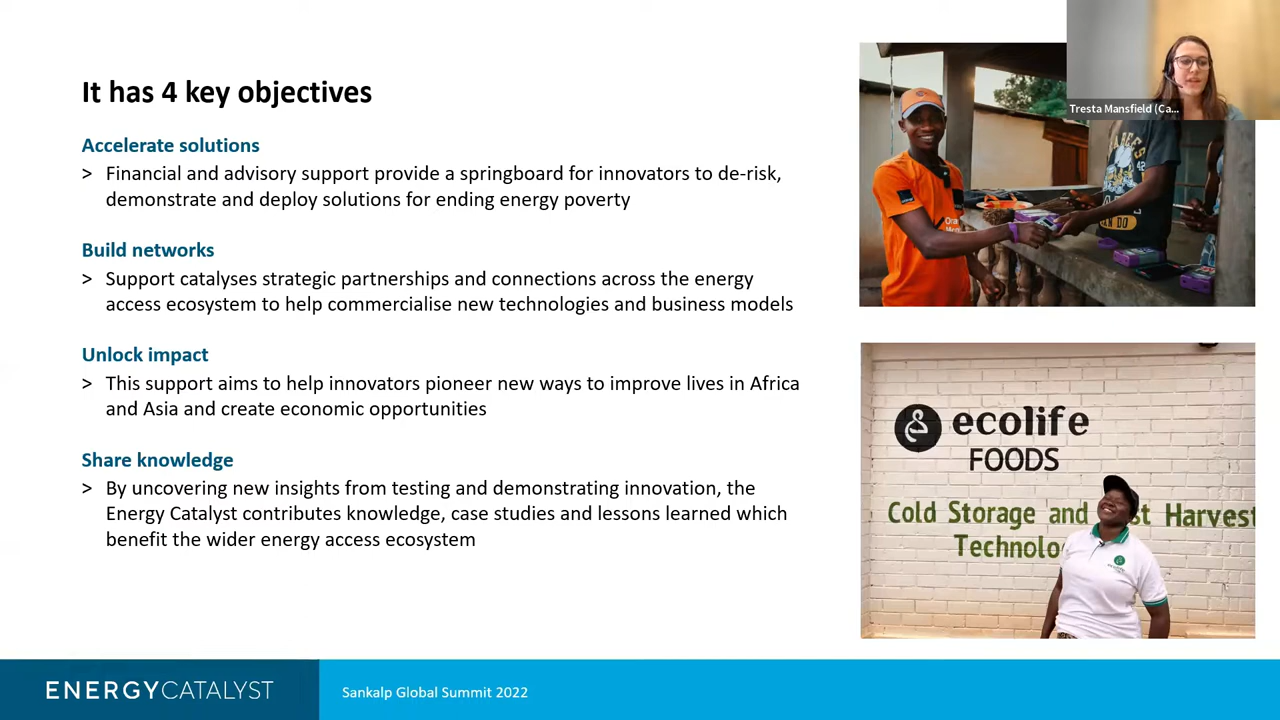 It has 4 key objectives
Accelerate solutions
> Financial and advisory support provide a springboard for innovators to de-risk,
demonstrate and deploy solutions for ending energy poverty
Build networks
> Support catalyses strategic partnerships and connections across the energy
access ecosystem to help commercialise new technologies and business models
Unlock impact
> This support aims to help innovators pioneer new ways to improve lives in Africa
and Asia and create economic opportunities
Share knowledge
> By uncovering new insights from testing and demonstrating innovation, the
Energy Catalyst contributes knowledge, case studies and lessons learned which
benefit the wider energy access ecosystem
Tresta Mansfield (Ca...
42
CAN DO
ecolife
FOODS
Cold Storage and st Harvest
Technolo
ENERGYCATALYST
Sankalp Global Summit 2022